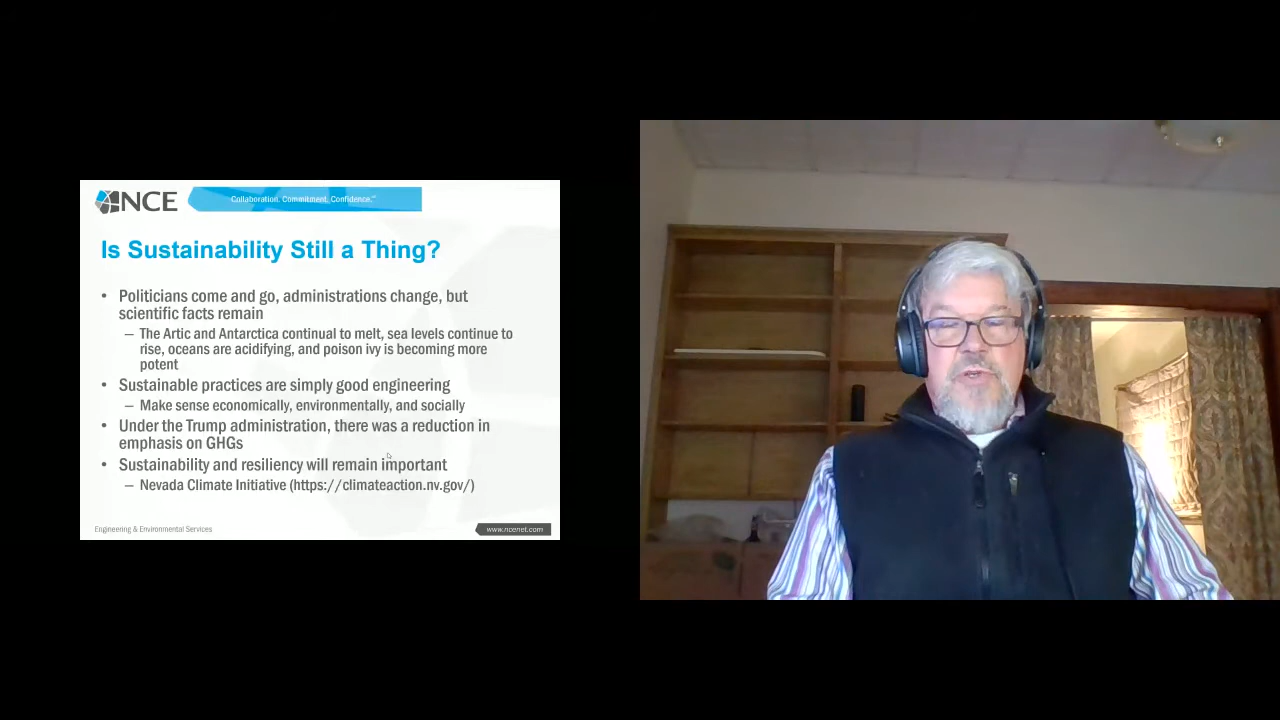 NCE
Collaboration. Commitment. Confidence.™
Is Sustainability Still a Thing?
• Politicians come and go, administrations change, but
scientific facts remain
– The Artic and Antarctica continual to melt, sea levels continue to
rise, oceans are acidifying, and poison ivy is becoming more
potent
• Sustainable practices are simply good engineering
– Make sense economically, environmentally, and socially
• Under the Trump administration, there was a reduction in
emphasis on GHGs
• Sustainability and resiliency will remain important
– Nevada Climate Initiative (https://climateaction.nv.gov/)
Engineering & Environmental Services
www.ncenet.com